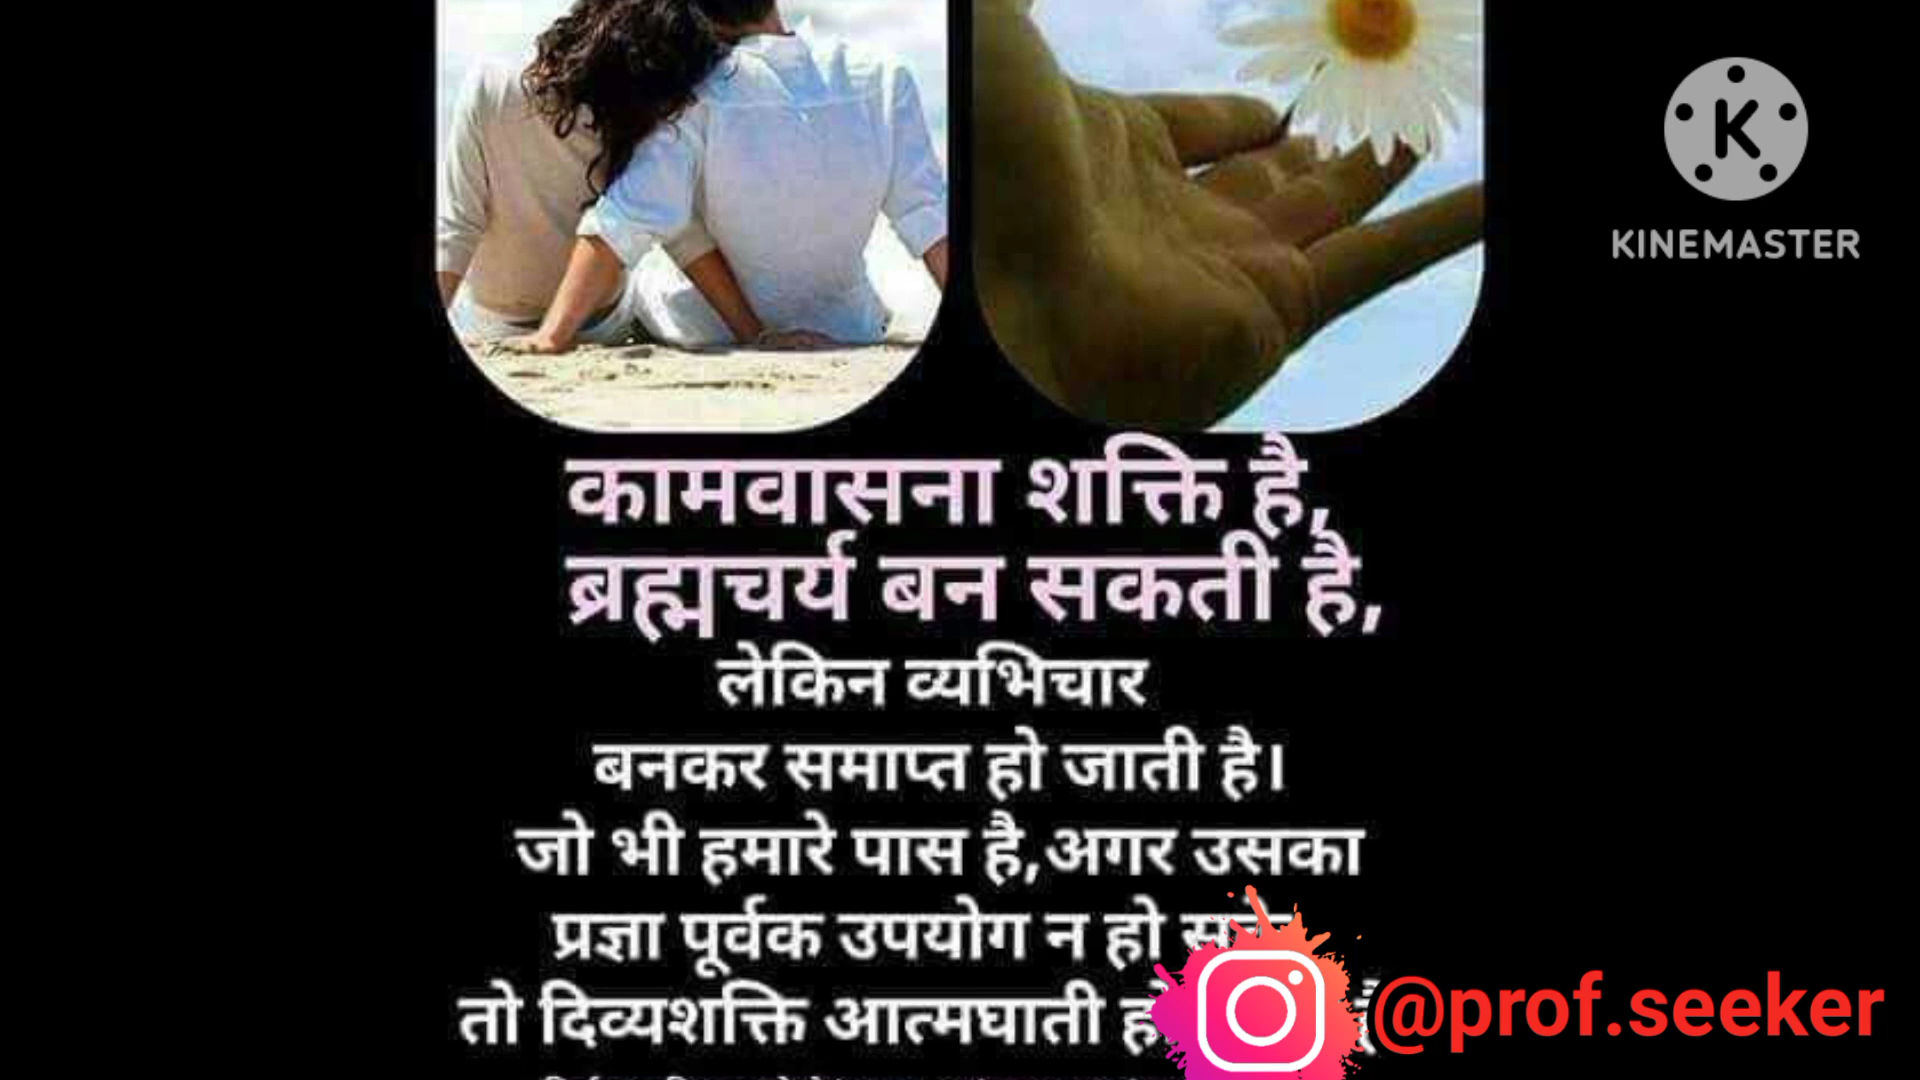 KINEMASTER
कामवासना शक्ति है,
ब्रह्मचर्य बन सकती है,
लेकिन व्यभिचार
बनकर समाप्त हो जाती है।
जो भी हमारे पास है,अगर उसका
प्रज्ञा पूर्वक उपयोग न हो
तो दिव्यशक्ति आत्मघाती
@prof.seeker